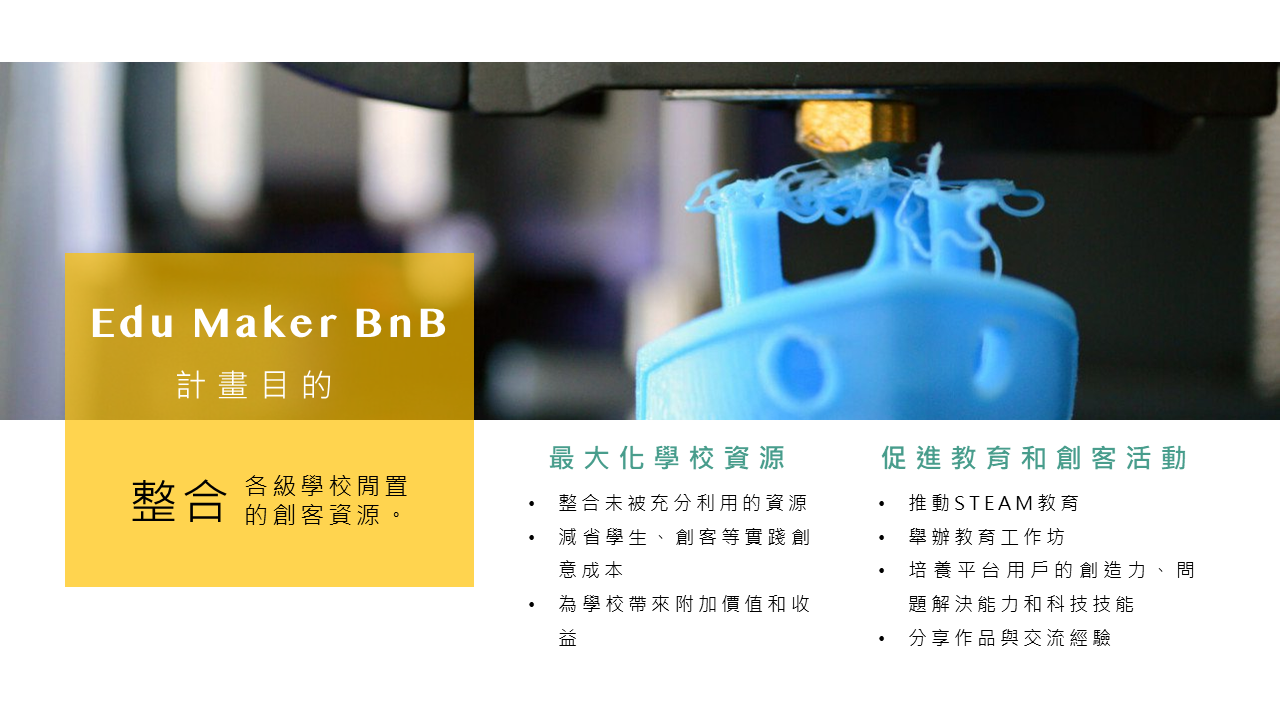 Edu Maker BnB
計畫目的
整合
各級學校閒置
的創客資源。
最大化學校資源
• 整合未被充分利用的資源
• 減省學生、創客等實踐創
意成本
• 為學校帶來附加價值和收
益
促進教育和創客活動
• 推動STEAM教育
• 舉辦教育工作坊
• 培養平台用戶的創造力、問
題解決能力和科技技能
• 分享作品與交流經驗